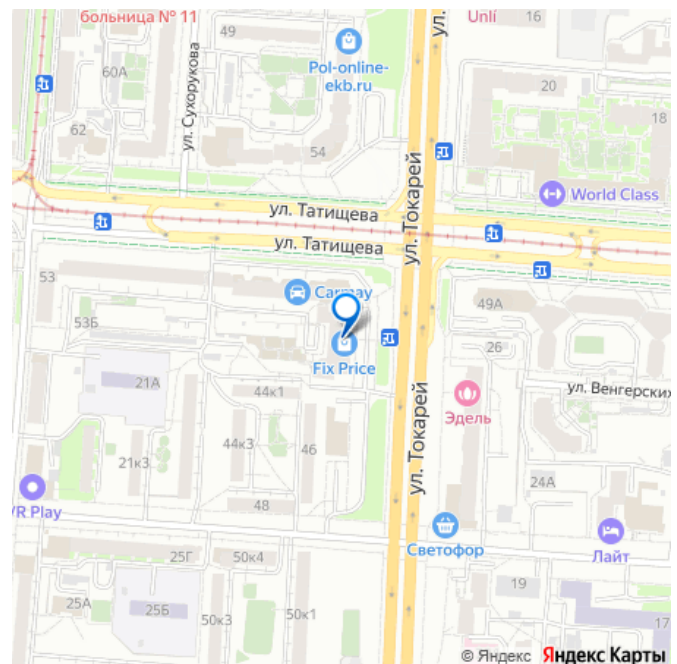 больница № 11
49
Unli
16
ул.
60А
ул. Сухорукова
Pol-online-
ekb.ru
20
18
62
54
World Class
ул. Татищева
ул. Токарей
ул. Татищева
53
Carmay
49А
53Б
Fix Price
26
21А
44к1
ул. Венгерских
Эдель
ул. Токарей
44к3
46
21к3
24А
VR Play
48
Светофор
Лайт
25Г
50к4
19
25А
25Б
50к3
50к1
17
© Яндекс Яндекс Карты